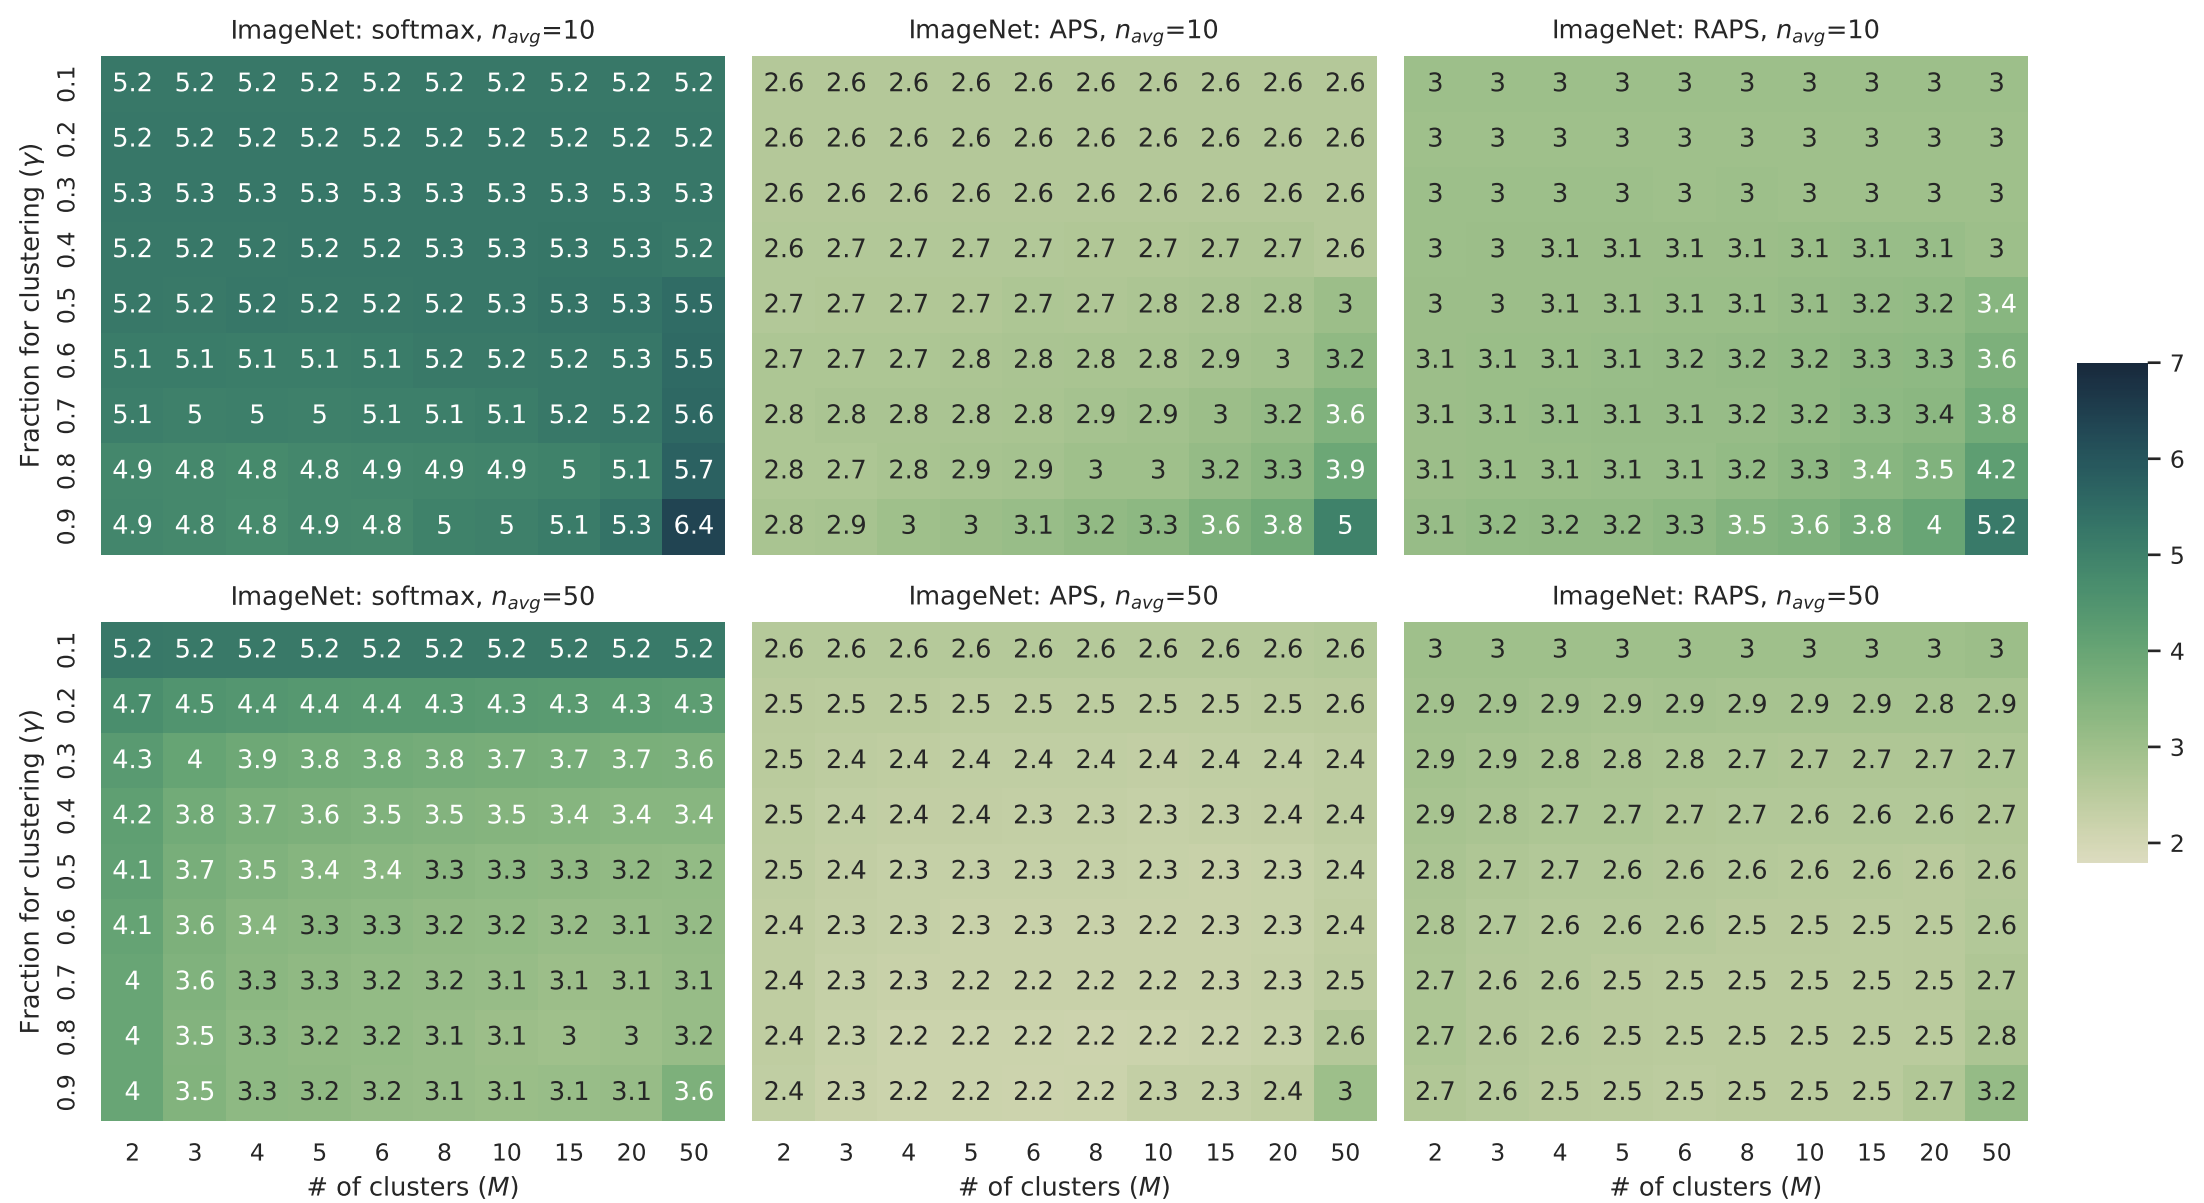 ImageNet: softmax, n_avg=10
ImageNet: APS, n_avg=10
ImageNet: RAPS, n_avg=10
Fraction for clustering (γ)
0.1 5.2 5.2 5.2 5.2 5.2 5.2 5.2 5.2 5.2 5.2 2.6 2.6 2.6 2.6 2.6 2.6 2.6 2.6 2.6 2.6 3 3 3 3 3 3 3 3 3 3
0.2 5.2 5.2 5.2 5.2 5.2 5.2 5.2 5.2 5.2 5.2 2.6 2.6 2.6 2.6 2.6 2.6 2.6 2.6 2.6 2.6 3 3 3 3 3 3 3 3 3 3
0.3 5.3 5.3 5.3 5.3 5.3 5.3 5.3 5.3 5.3 5.3 2.6 2.6 2.6 2.6 2.6 2.6 2.6 2.6 2.6 2.6 3 3 3 3 3 3 3 3 3 3
0.4 5.2 5.2 5.2 5.2 5.2 5.3 5.3 5.3 5.3 5.2 2.6 2.7 2.7 2.7 2.7 2.7 2.7 2.7 2.7 2.6 3 3 3.1 3.1 3.1 3.1 3.1 3.1 3.1 3
0.5 5.2 5.2 5.2 5.2 5.2 5.2 5.3 5.3 5.3 5.5 2.7 2.7 2.7 2.7 2.7 2.7 2.8 2.8 2.8 3 3 3 3.1 3.1 3.1 3.1 3.1 3.2 3.2 3.4
0.6 5.1 5.1 5.1 5.1 5.1 5.2 5.2 5.2 5.3 5.5 2.7 2.7 2.7 2.8 2.8 2.8 2.8 2.9 3 3.2 3.1 3.1 3.1 3.1 3.2 3.2 3.2 3.3 3.3 3.6
0.7 5.1 5 5 5 5.1 5.1 5.1 5.2 5.2 5.6 2.8 2.8 2.8 2.8 2.8 2.9 2.9 3 3.2 3.6 3.1 3.1 3.1 3.1 3.1 3.2 3.2 3.3 3.4 3.8
0.8 4.9 4.8 4.8 4.8 4.9 4.9 4.9 5 5.1 5.7 2.8 2.7 2.8 2.9 2.9 3 3 3.2 3.3 3.9 3.1 3.1 3.1 3.1 3.1 3.2 3.3 3.4 3.5 4.2
0.9 4.9 4.8 4.8 4.9 4.8 5 5 5.1 5.3 6.4 2.8 2.9 3 3 3.1 3.2 3.3 3.6 3.8 5 3.1 3.2 3.2 3.2 3.3 3.5 3.6 3.8 4 5.2
ImageNet: softmax, n_avg=50
ImageNet: APS, n_avg=50
ImageNet: RAPS, n_avg=50
Fraction for clustering (γ)
0.1 5.2 5.2 5.2 5.2 5.2 5.2 5.2 5.2 5.2 5.2 2.6 2.6 2.6 2.6 2.6 2.6 2.6 2.6 2.6 2.6 3 3 3 3 3 3 3 3 3 3
0.2 4.7 4.5 4.4 4.4 4.4 4.3 4.3 4.3 4.3 4.3 2.5 2.5 2.5 2.5 2.5 2.5 2.5 2.5 2.5 2.6 2.9 2.9 2.9 2.9 2.9 2.9 2.9 2.9 2.8 2.9
0.3 4.3 4 3.9 3.8 3.8 3.8 3.7 3.7 3.7 3.6 2.5 2.4 2.4 2.4 2.4 2.4 2.4 2.4 2.4 2.4 2.9 2.9 2.8 2.8 2.8 2.7 2.7 2.7 2.7 2.7
0.4 4.2 3.8 3.7 3.6 3.5 3.5 3.5 3.4 3.4 3.4 2.5 2.4 2.4 2.4 2.3 2.3 2.3 2.3 2.4 2.4 2.9 2.8 2.7 2.7 2.7 2.7 2.6 2.6 2.6 2.7
0.5 4.1 3.7 3.5 3.4 3.4 3.3 3.3 3.3 3.2 3.2 2.5 2.4 2.3 2.3 2.3 2.3 2.3 2.3 2.3 2.4 2.8 2.7 2.7 2.6 2.6 2.6 2.6 2.6 2.6 2.6
0.6 4.1 3.6 3.4 3.3 3.3 3.2 3.2 3.2 3.1 3.2 2.4 2.3 2.3 2.3 2.3 2.3 2.2 2.3 2.3 2.4 2.8 2.7 2.6 2.6 2.6 2.5 2.5 2.5 2.5 2.6
0.7 4 3.6 3.3 3.3 3.2 3.2 3.1 3.1 3.1 3.1 2.4 2.3 2.3 2.2 2.2 2.2 2.2 2.3 2.3 2.5 2.7 2.6 2.6 2.5 2.5 2.5 2.5 2.5 2.5 2.7
0.8 4 3.5 3.3 3.2 3.2 3.1 3.1 3 3 3.2 2.4 2.3 2.2 2.2 2.2 2.2 2.2 2.2 2.3 2.6 2.7 2.6 2.6 2.5 2.5 2.5 2.5 2.5 2.5 2.8
0.9 4 3.5 3.3 3.2 3.2 3.1 3.1 3.1 3.1 3.6 2.4 2.3 2.2 2.2 2.2 2.2 2.3 2.3 2.4 3 2.7 2.6 2.5 2.5 2.5 2.5 2.5 2.6 2.7 3.2
2 3 4 5 6 8 10 15 20 50 2 3 4 5 6 8 10 15 20 50 2 3 4 5 6 8 10 15 20 50
# of clusters (M)
# of clusters (M)
# of clusters (M)
7
6
5
4
3
2